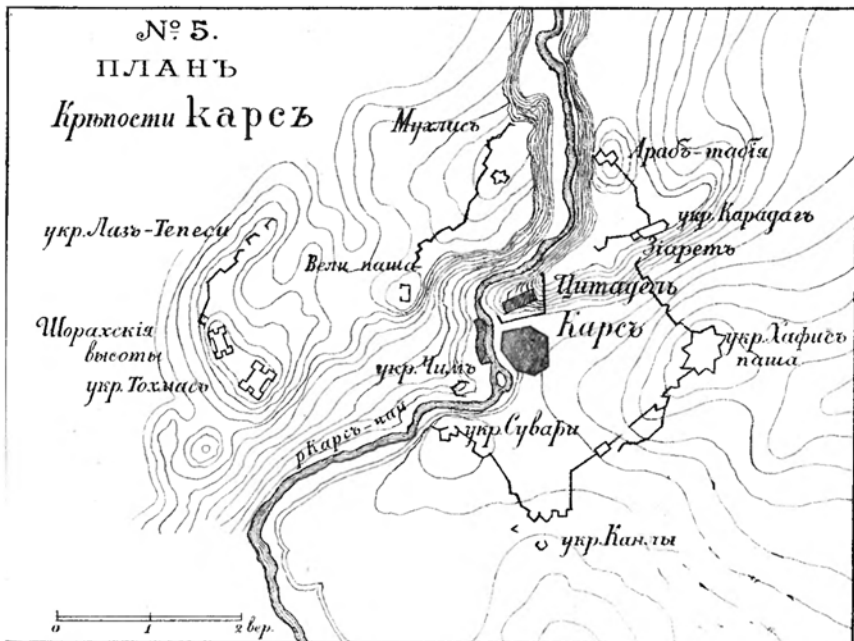 № 5.
ПЛАНЪ
Крѣпости Карсъ
Мухлисъ
Арабъ-табія
укр. Карадагъ
Зіаретъ
укр. Лазъ-Тепеси
Вели паша
Цитадель
Карсъ
укр. Хафисъ
паша
Шорахскія
высоты
укр. Тохмасъ
укр. Чимъ
р Карсъ-чай
укр. Сувари
укр. Канлы
0 1 2 вер.